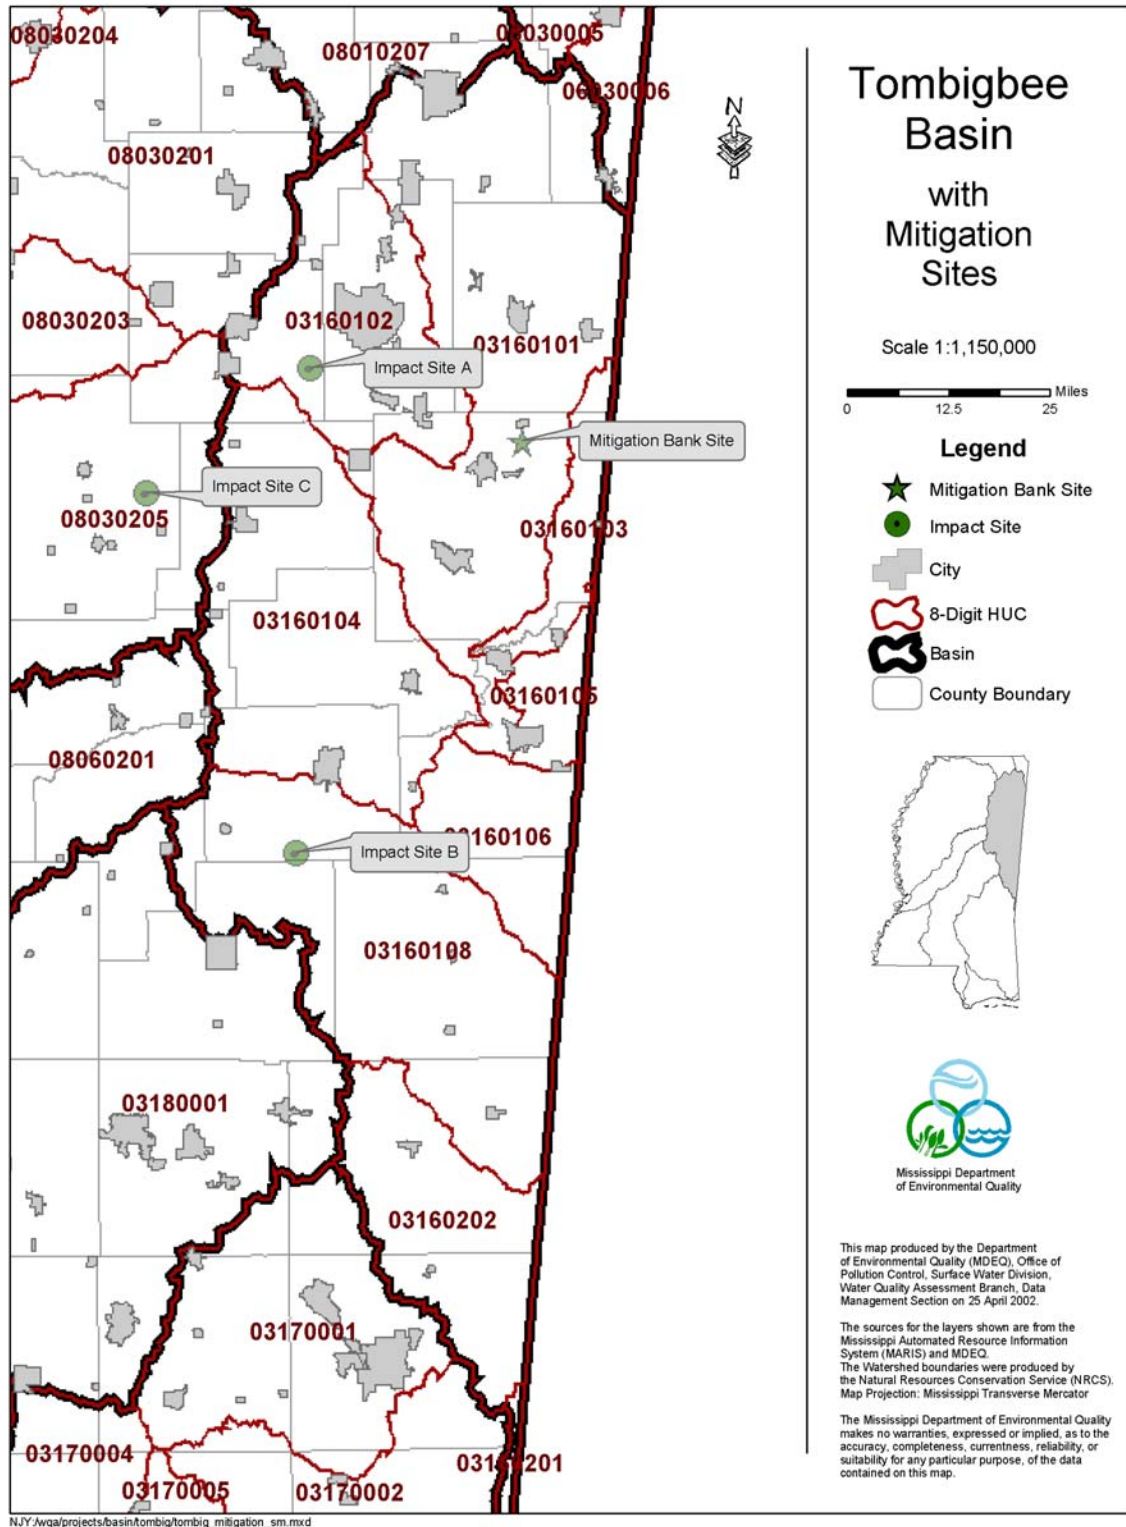 08030204
08010207
06030005
06030006
08030201
08030203
03160102
03160101
Impact Site A
Mitigation Bank Site
Impact Site C
08030205
03160103
03160104
03160105
08060201
03160106
Impact Site B
03160108
03180001
03160202
03170001
03170004
03170005
03170002
Tombigbee
Basin
with
Mitigation
Sites
N
Scale 1:1,150,000
Miles
0 12.5 25
Legend
Mitigation Bank Site
Impact Site
City
8-Digit HUC
Basin
County Boundary
Mississippi Department
of Environmental Quality
This map produced by the Department
of Environmental Quality (MDEQ), Office of
Pollution Control, Surface Water Division,
Water Quality Assessment Branch, Data
Management Section on 25 April 2002.
The sources for the layers shown are from the
Mississippi Automated Resource Information
System (MARIS) and MDEQ.
The Watershed boundaries were produced by
the Natural Resources Conservation Service (NRCS).
Map Projection: Mississippi Transverse Mercator
The Mississippi Department of Environmental Quality
makes no warranties, expressed or implied, as to the
accuracy, completeness, currentness, reliability, or
suitability for any particular purpose, of the data
contained on this map.
NJY:/wqa/projects/basin/tombig/tombig_mitigation_sm.mxd